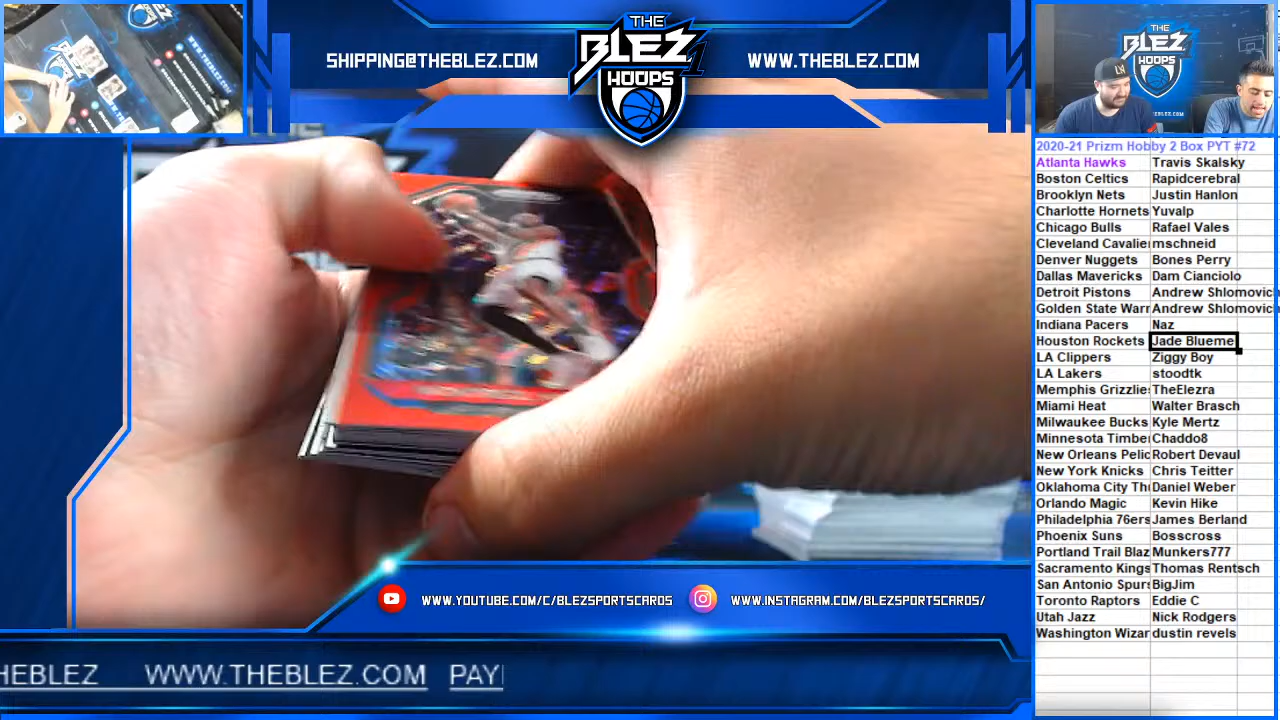 SHIPPING@THEBLEZ.COM
THE
BLEZ
HOOPS
WWW.THEBLEZ.COM
THE
BLEZ
HOOPS
2020-21 Prizm Hobby 2 Box PYT #72
Atlanta Hawks Travis Skalsky
Boston Celtics Rapidcerebral
Brooklyn Nets Justin Hanlon
Charlotte Hornets Yuvalp
Chicago Bulls Rafael Vales
Cleveland Cavalie mschneid
Denver Nuggets Bones Perry
Dallas Mavericks Dam Cianciolo
Detroit Pistons Andrew Shlomovich
Golden State Warr Andrew Shlomovich
Indiana Pacers Naz
Houston Rockets Jade Blueme
LA Clippers Ziggy Boy
LA Lakers stoodtk
Memphis Grizzlie TheElezra
Miami Heat Walter Brasch
Milwaukee Bucks Kyle Mertz
Minnesota Timbe Chaddo8
New Orleans Pelic Robert Devaul
New York Knicks Chris Teitter
Oklahoma City Th Daniel Weber
Orlando Magic Kevin Hike
Philadelphia 76ers James Berland
Phoenix Suns Bosscross
Portland Trail Blaz Munkers777
Sacramento Kings Thomas Rentsch
San Antonio Spurs BigJim
Toronto Raptors Eddie C
Utah Jazz Nick Rodgers
Washington Wizar dustin revels
WWW.YOUTUBE.COM/C/BLEZSPORTSCARDS WWW.INSTAGRAM.COM/BLEZSPORTSCARDS/
HEBLEZ WWW.THEBLEZ.COM PAY